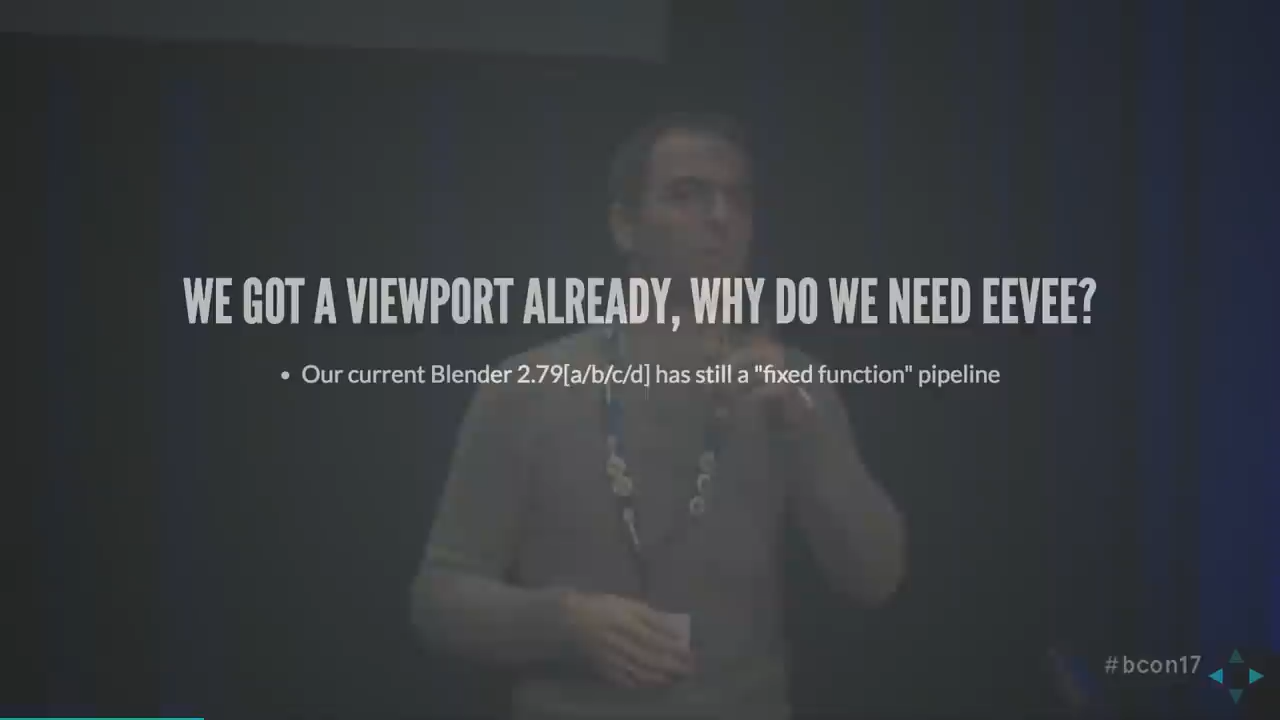 WE GOT A VIEWPORT ALREADY, WHY DO WE NEED EEVEE?
• Our current Blender 2.79[a/b/c/d] has still a "fixed function" pipeline
#bcon17